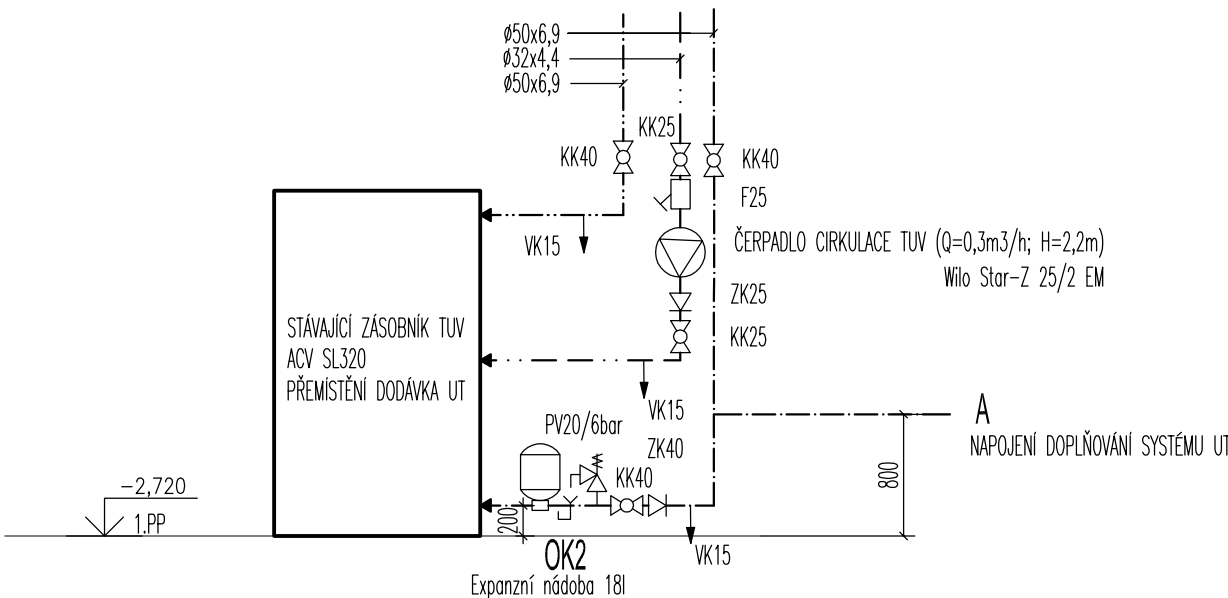 ø50x6,9
ø32x4,4
ø50x6,9
KK25
KK40
KK40
F25
VK15
ČERPADLO CIRKULACE TUV (Q=0,3m3/h; H=2,2m)
Wilo Star-Z 25/2 EM
ZK25
KK25
STÁVAJÍCÍ ZÁSOBNÍK TUV
ACV SL320
PŘEMÍSTĚNÍ DODÁVKA UT
VK15
A
NAPOJENÍ DOPLŇOVÁNÍ SYSTÉMU UT
PV20/6bar
ZK40
KK40
800
-2,720
1.PP
200
VK15
OK2
Expanzní nádoba 18l